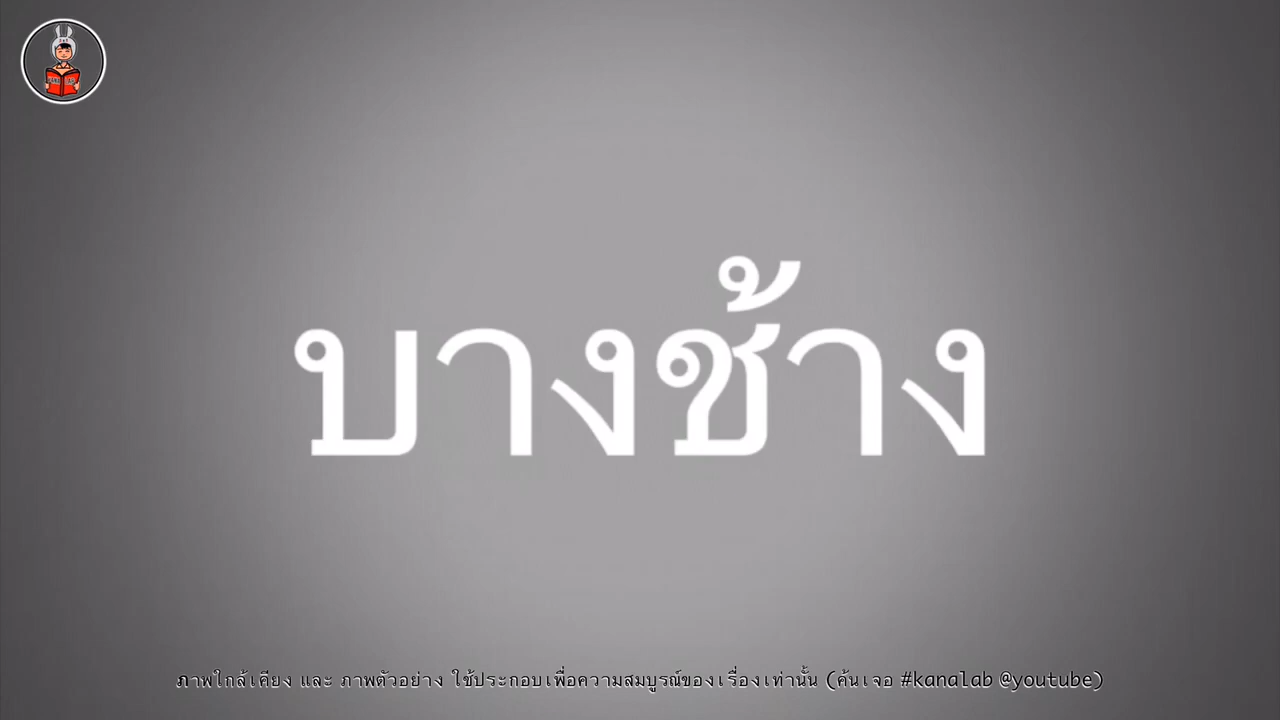 บางช้าง
ภาพใกล้เคียง และ ภาพตัวอย่าง ใช้ประกอบเพื่อความสมบูรณ์ของเรื่องเท่านั้น (ค้นเจอ #kanalab @youtube)